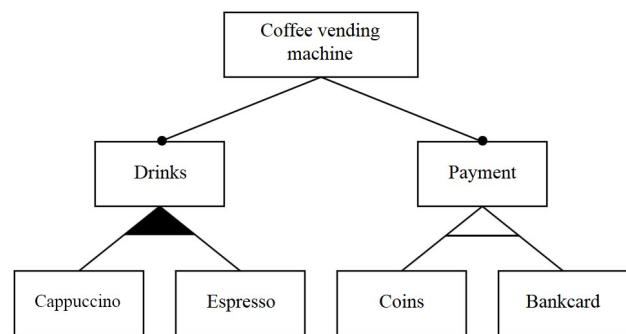 Coffee vending
machine
Drinks
Payment
Cappuccino
Espresso
Coins
Bankcard